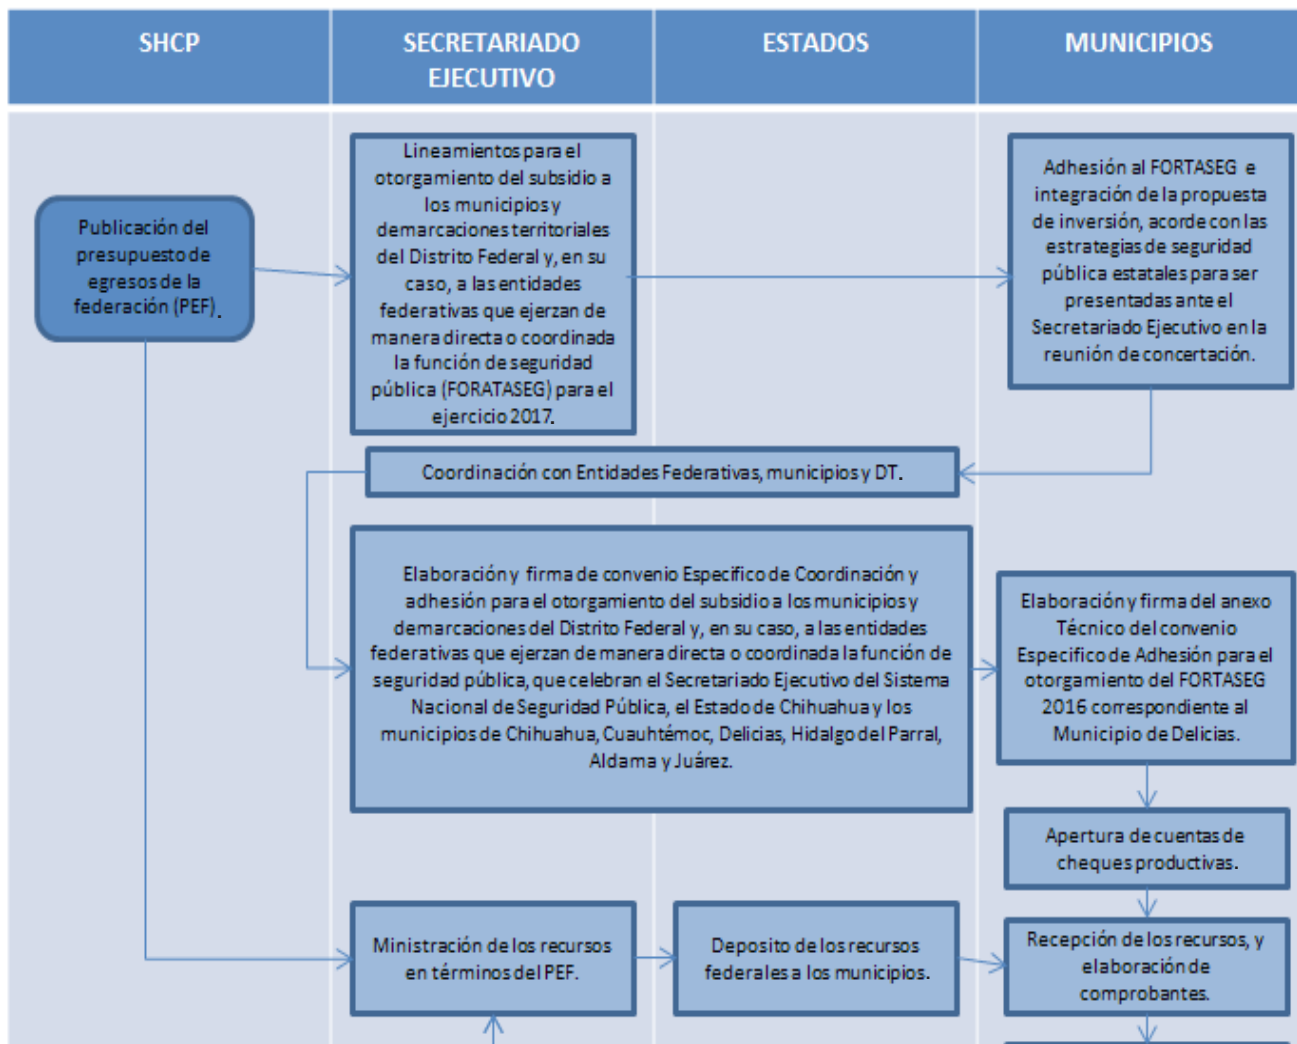 SHCP
SECRETARIADO
EJECUTIVO
ESTADOS
MUNICIPIOS
Publicación del
presupuesto de
egresos de la
federación (PEF).
Lineamientos para el
otorgamiento del subsidio a
los municipios y
demarcaciones territoriales
del Distrito Federal y, en su
caso, a las entidades
federativas que ejerzan de
manera directa o coordinada
la función de seguridad
pública (FORATASEG) para el
ejercicio 2017.
Adhesión al FORTASEG e
integración de la propuesta
de inversión, acorde con las
estrategias de seguridad
pública estatales para ser
presentadas ante el
Secretariado Ejecutivo en la
reunión de concertación.
Coordinación con Entidades Federativas, municipios y DT.
Elaboración y firma de convenio Especifico de Coordinación y
adhesión para el otorgamiento del subsidio a los municipios y
demarcaciones del Distrito Federal y, en su caso, a las entidades
federativas que ejerzan de manera directa o coordinada la función de
seguridad pública, que celebran el Secretariado Ejecutivo del Sistema
Nacional de Seguridad Pública, el Estado de Chihuahua y los
municipios de Chihuahua, Cuauhtémoc, Delicias, Hidalgo del Parral,
Aldama y Juárez.
Elaboración y firma del anexo
Técnico del convenio
Especifico de Adhesión para el
otorgamiento del FORTASEG
2016 correspondiente al
Municipio de Delicias.
Apertura de cuentas de
cheques productivas.
Ministración de los recursos
en términos del PEF.
Deposito de los recursos
federales a los municipios.
Recepción de los recursos, y
elaboración de
comprobantes.